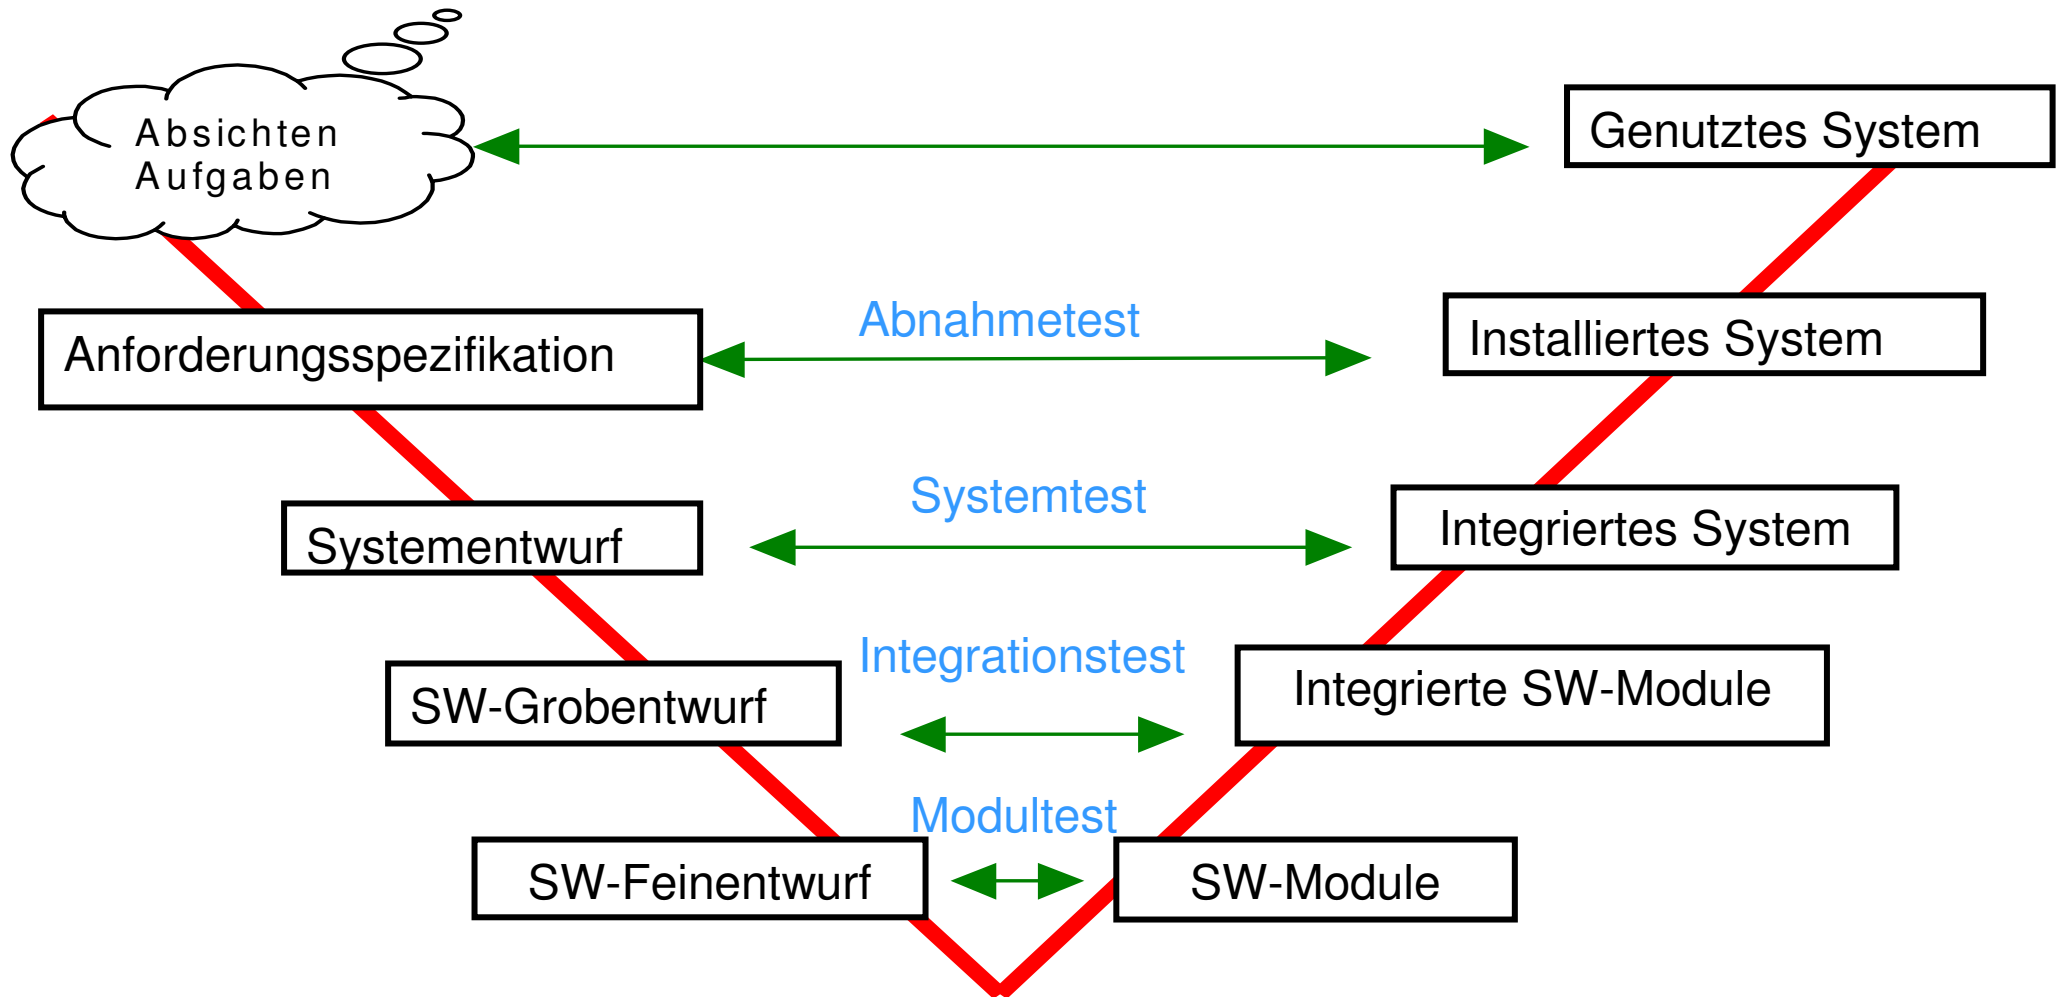 Absichten
Aufgaben
Genutztes System
Anforderungsspezifikation
Abnahmetest
Installiertes System
Systementwurf
Systemtest
Integriertes System
SW-Grobentwurf
Integrationstest
Integrierte SW-Module
Modultest
SW-Feinentwurf
SW-Module